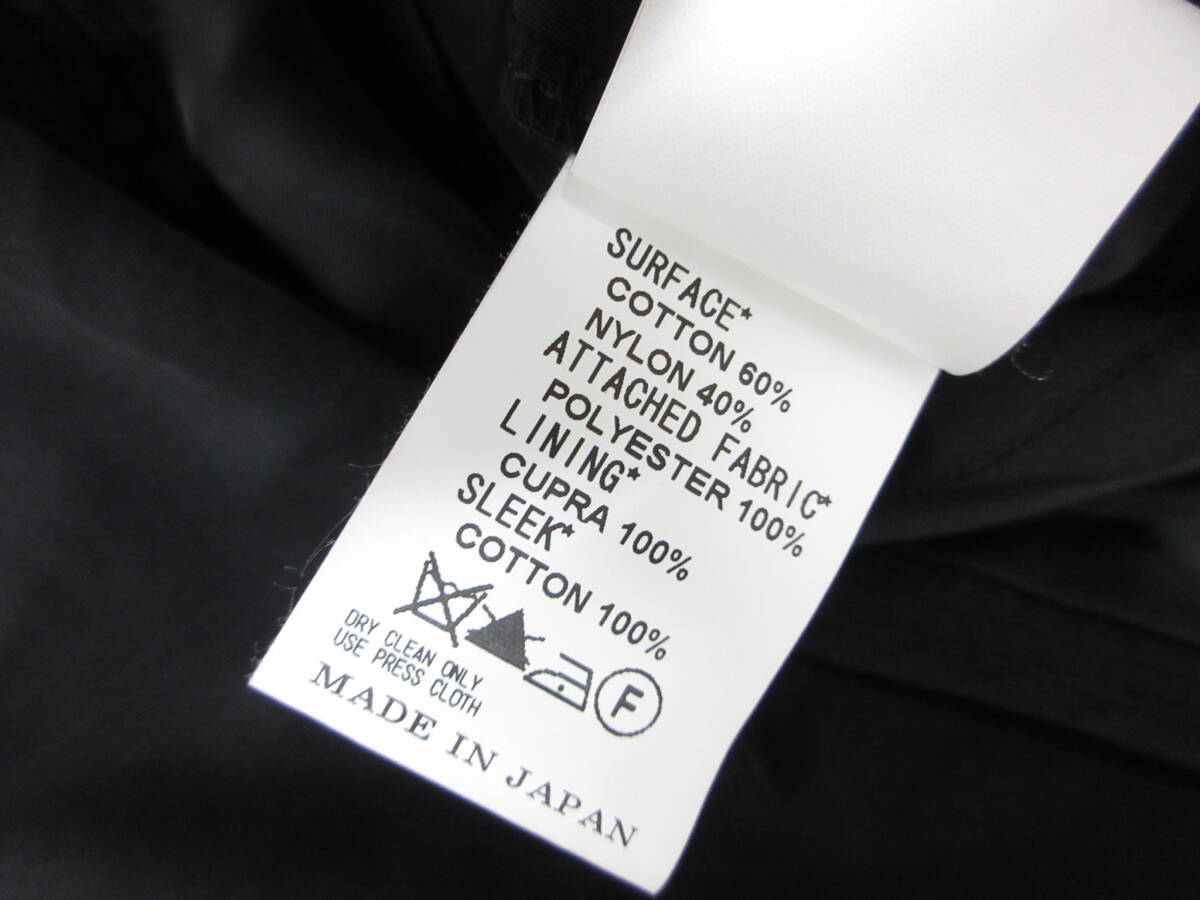 SURFACE*
COTTON 60%
NYLON 40%
ATTACHED FABRIC*
POLYESTER 100%
LINING*
CUPRA 100%
SLEEK*
COTTON 100%
F
DRY CLEAN ONLY
USE PRESS CLOTH
MADE IN JAPAN